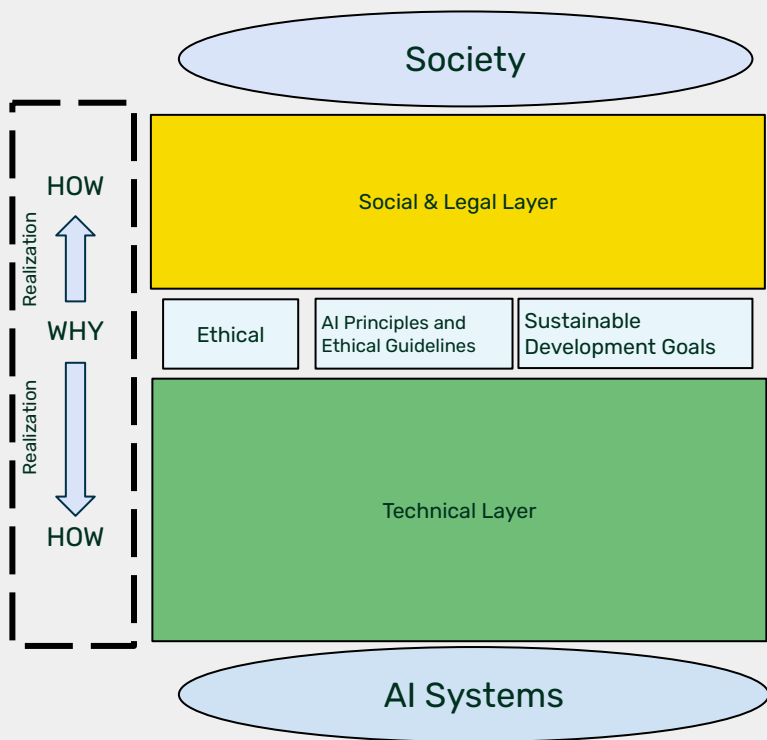 Society
HOW
Realization
Social & Legal Layer
WHY
Ethical
AI Principles and
Ethical Guidelines
Sustainable
Development Goals
Realization
HOW
Technical Layer
AI Systems